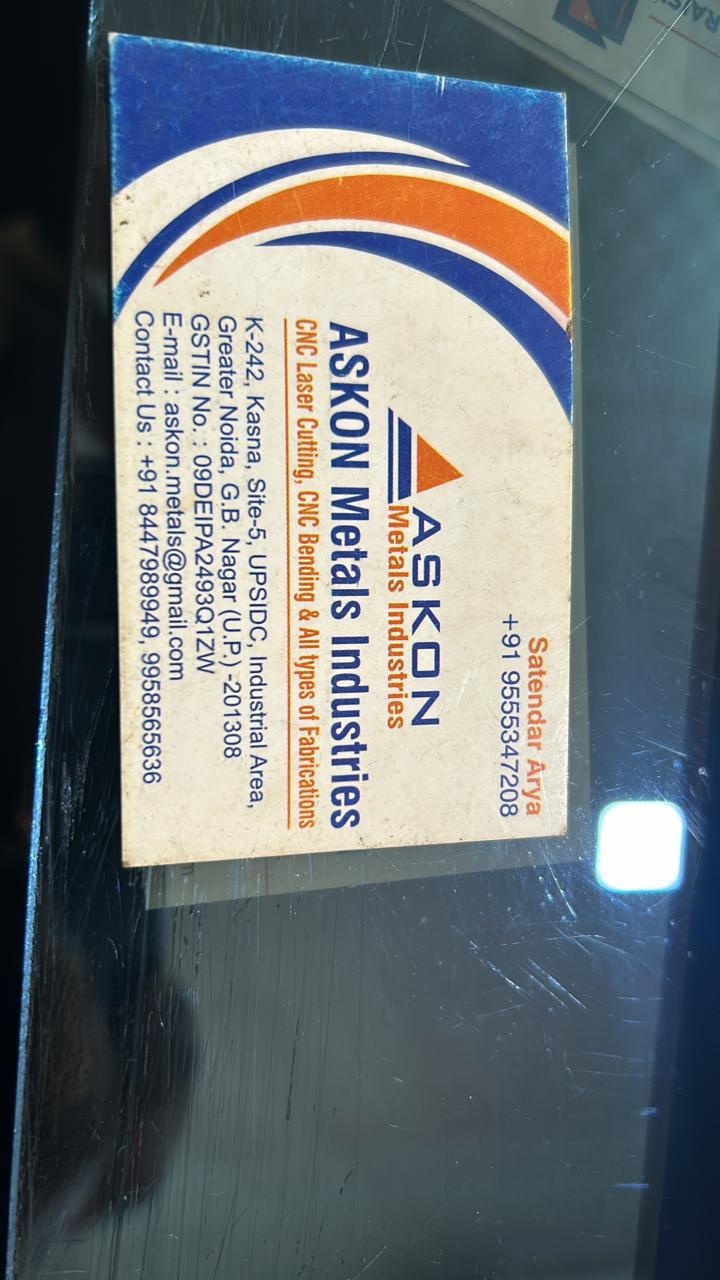 Satendar Arya
+91 9555347208
ASKON
Metals Industries
ASKON Metals Industries
CNC Laser Cutting, CNC Bending & All types of Fabrications
K-242, Kasna, Site-5, UPSIDC, Industrial Area,
Greater Noida, G.B. Nagar (U.P.) -201308
GSTIN No. : 09DEIPA2493Q1ZW
E-mail : askon.metals@gmail.com
Contact Us : +91 8447989949, 9958565636